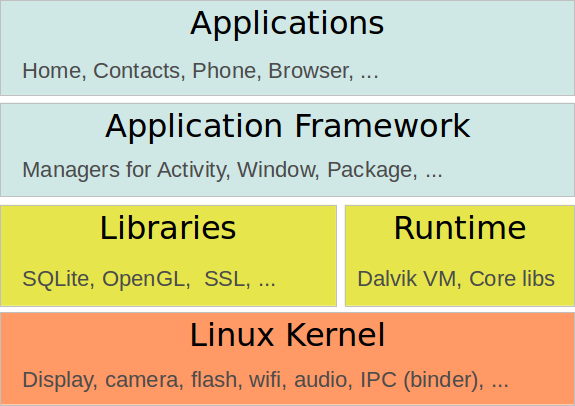 Applications
Home, Contacts, Phone, Browser, ...
Application Framework
Managers for Activity, Window, Package, ...
Libraries
SQLite, OpenGL,  SSL, ...
Runtime
Dalvik VM, Core libs
Linux Kernel
Display, camera, flash, wifi, audio, IPC (binder), ...